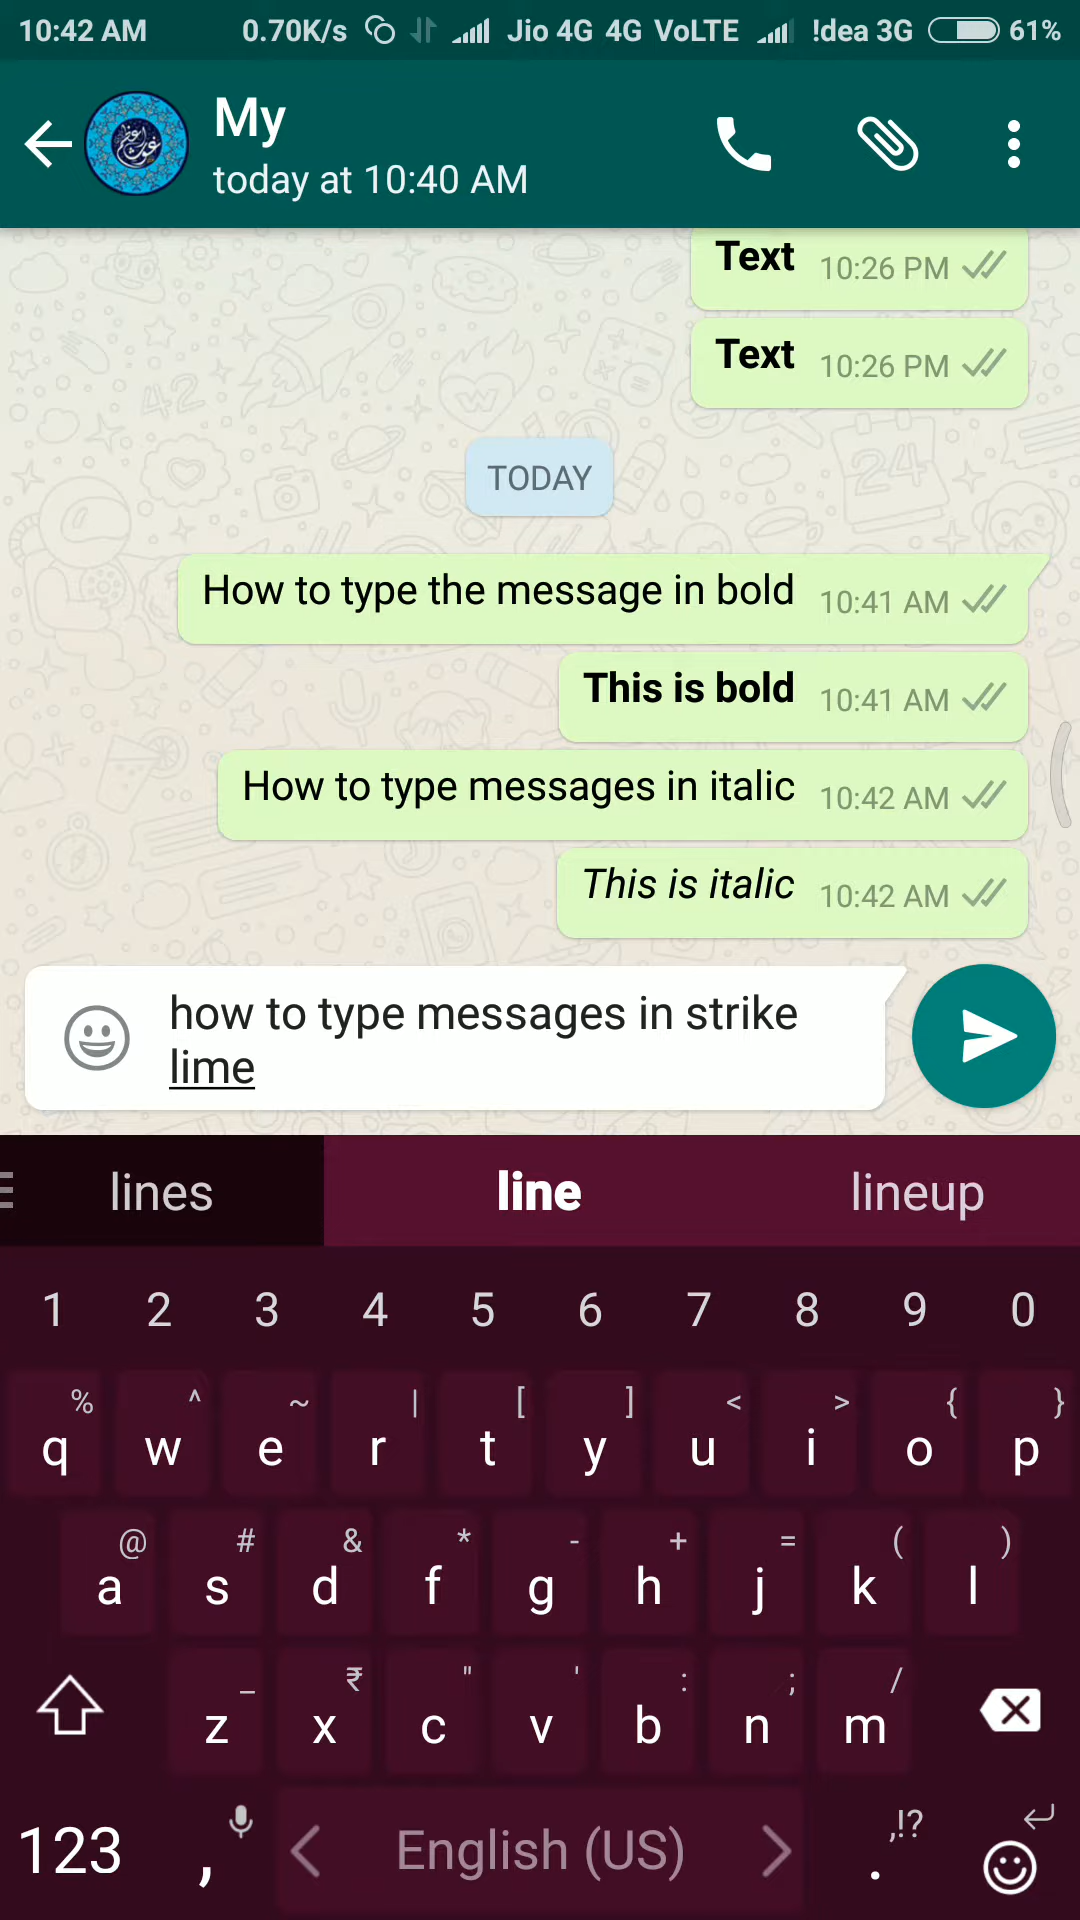 10:42 AM 0.70K/s Jio 4G 4G VoLTE !dea 3G 61%
My
today at 10:40 AM
Text 10:26 PM
Text 10:26 PM
TODAY
How to type the message in bold 10:41 AM
This is bold 10:41 AM
How to type messages in italic 10:42 AM
This is italic 10:42 AM
how to type messages in strike
lime
lines line lineup
1 2 3 4 5 6 7 8 9 0
% ^ ~ | [ ] < > { }
q w e r t y u i o p
@ # & * - + = ( )
a s d f g h j k l
_ ₹ " ' : ; /
z x c v b n m
,!?
123 , English (US) .